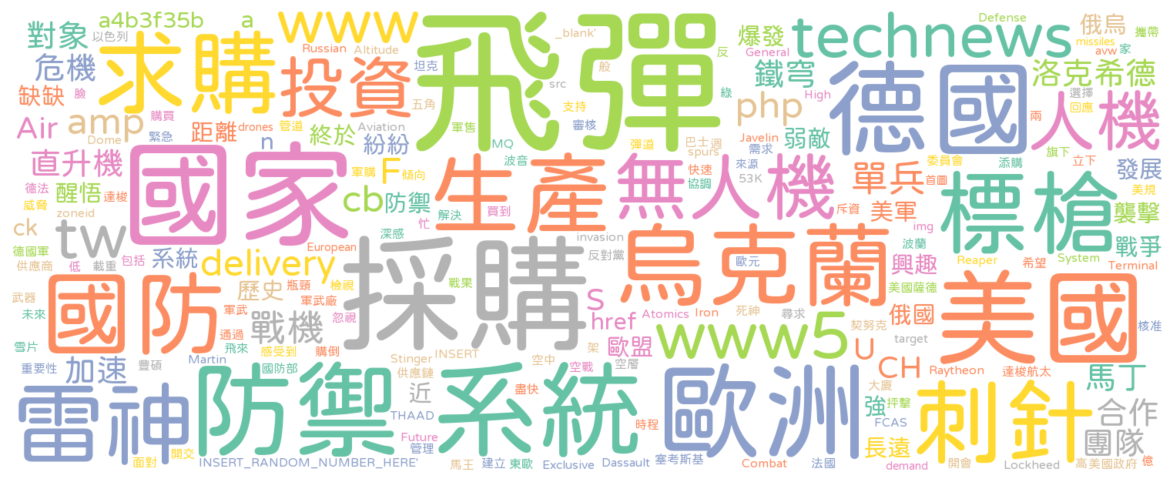 a4b3f35b a www 飛彈 _blank' 爆發 technews Defense 俄烏 攜帶
對象 以色列 Russian Altitude 反 General missiles avw 家
危機 求購 投資 坦克 般 src 綠 鐵穹 德國 洛克希德
缺缺 臉 五角 支持 審核 php High 選擇 兩 回應 人機
Air amp 購買 距離 drones 管道 終於 Aviation 軍售 彈道 巴士 週 Javelin 需求 弱敵 委員會 添購 旗下 立下
Dome 緊急 n 紛紛 MQ 波音 spurs 快速 協調 來源 53K 首圖 發展
直升機 國家 軍購 F 傾向 生產 無人機 單兵 標槍 美規
德法 威脅 醒悟 達梭 cb 防禦 解決 買到 斥資 美軍 襲擊
ck zoneid tw 忙 invasion 烏克蘭 img 戰爭
德國軍 European 深感 反對黨 波蘭 Reaper 希望 System Terminal
供應商 載重 低 包括 系統 delivery 採購 戰果 歐元 興趣 美國薩德 美國
武器 國防 歷史 瓶頸 軍武 檢視 S Atomics Iron 死神 尋求 契努克 俄國 核准
未來 軍武廠 忽視 href www5 target
雪片 通過 飛來 戰機 感受到 購倒 Stinger INSERT 空中 架 歐盟 U CH Raytheon 達梭航太
重要性 加速 豐碩 Martin 國防部 供應鏈 空戰 空層 馬丁
雷神 防禦系統 近 盡快 歐洲 大廈 強 抨擊 刺針 合作
THAAD 時程 FCAS 團隊
面對 開交 Future 管理 長遠
INSERT_RANDOM_NUMBER_HERE' 馬王 建立 東歐 Exclusive Dassault 塞考斯基 Combat 法國 demand 開會 Lockheed 高 美國政府 億